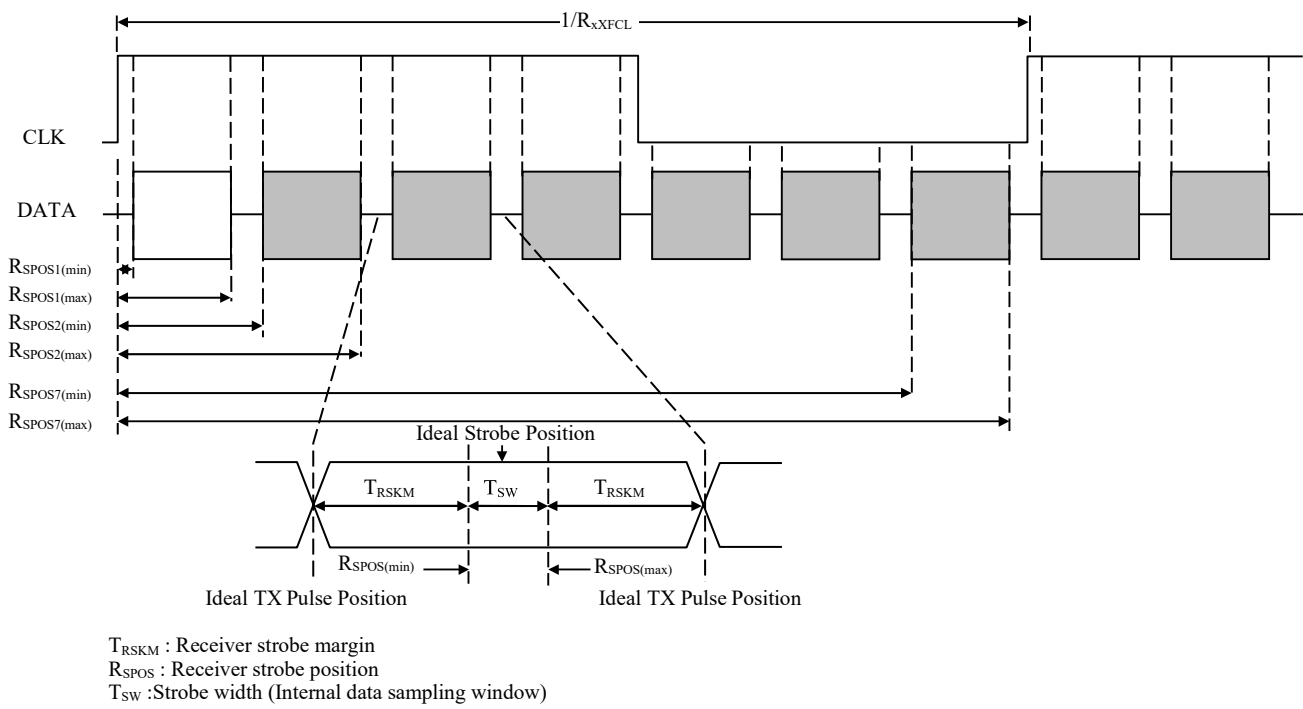 1/RxXFCL
CLK
DATA
RSPOS1(min)
RSPOS1(max)
RSPOS2(min)
RSPOS2(max)
RSPOS7(min)
RSPOS7(max)
Ideal Strobe Position
TRSKM TSW TRSKM
RSPOS(min) RSPOS(max)
Ideal TX Pulse Position Ideal TX Pulse Position
TRSKM : Receiver strobe margin
RSPOS : Receiver strobe position
TSW :Strobe width (Internal data sampling window)